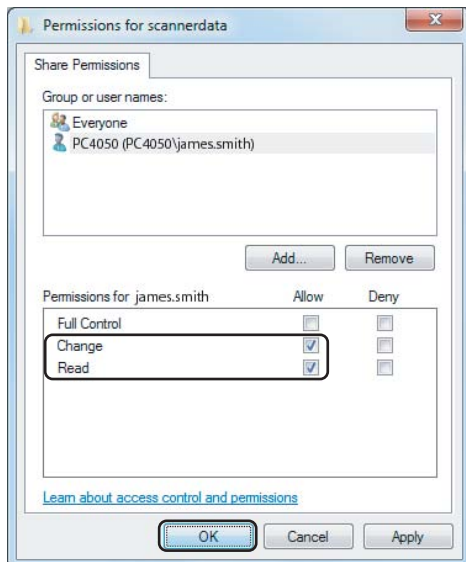 Permissions for scannerdata
Share Permissions
Group or user names:
Everyone
PC4050 (PC4050\james.smith)
Add... Remove
Permissions for james.smith Allow Deny
Full Control
Change
Read
Learn about access control and permissions
OK Cancel Apply